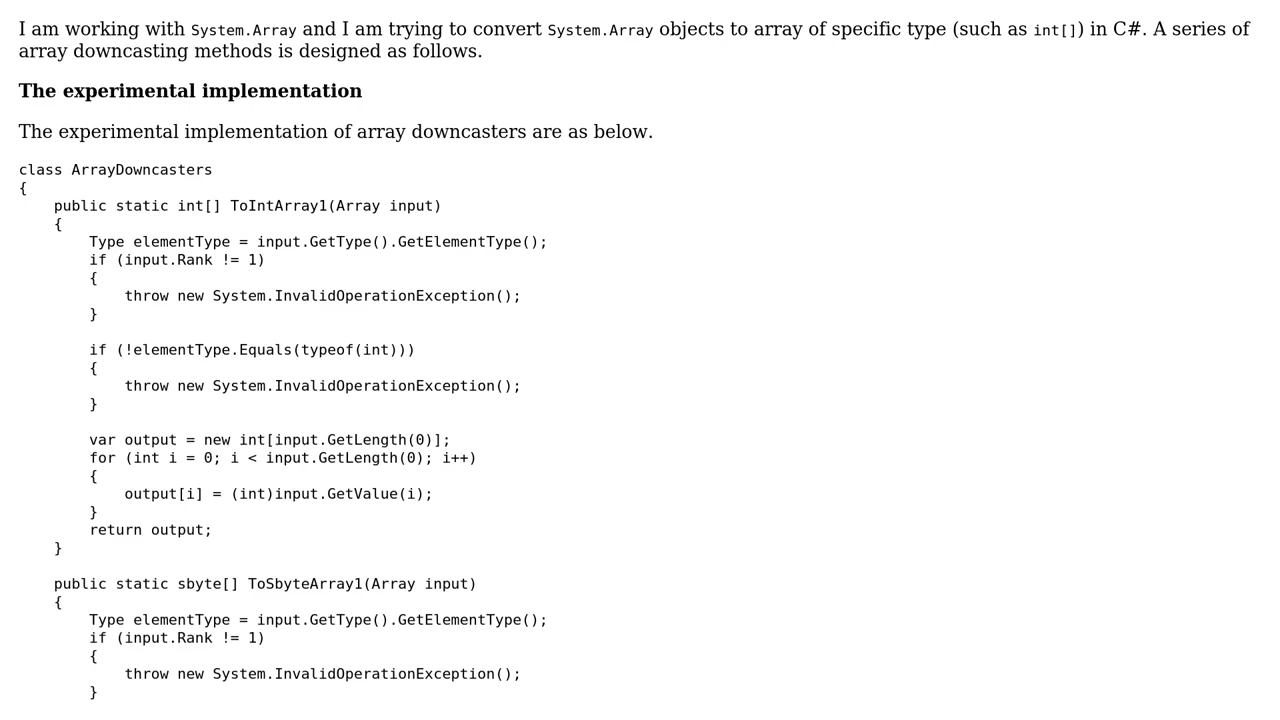 I am working with System.Array and I am trying to convert System.Array objects to array of specific type (such as int[]) in C#. A series of
array downcasting methods is designed as follows.
The experimental implementation
The experimental implementation of array downcasters are as below.
class ArrayDowncasters
{
    public static int[] ToIntArray1(Array input)
    {
        Type elementType = input.GetType().GetElementType();
        if (input.Rank != 1)
        {
            throw new System.InvalidOperationException();
        }

        if (!elementType.Equals(typeof(int)))
        {
            throw new System.InvalidOperationException();
        }

        var output = new int[input.GetLength(0)];
        for (int i = 0; i < input.GetLength(0); i++)
        {
            output[i] = (int)input.GetValue(i);
        }
        return output;
    }

    public static sbyte[] ToSbyteArray1(Array input)
    {
        Type elementType = input.GetType().GetElementType();
        if (input.Rank != 1)
        {
            throw new System.InvalidOperationException();
        }